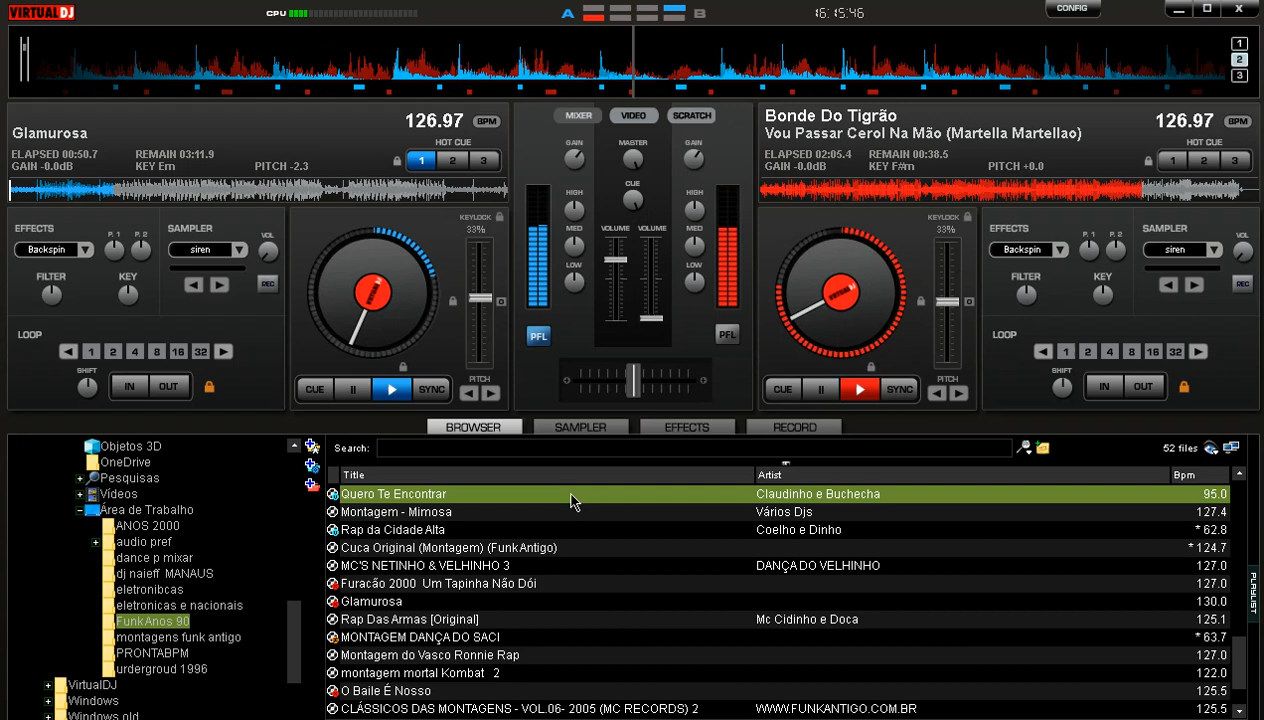 VIRTUAL DJ
CPU
A
B
16:15:46
CONFIG
1
2
3
Glamurosa
126.97 BPM
ELAPSED 00:50.7 REMAIN 03:11.9
GAIN -0.0dB KEY Em PITCH -2.3
HOT CUE
1 2 3
MIXER VIDEO SCRATCH
Bonde Do Tigrão
Vou Passar Cerol Na Mão (Martella Martellao)
126.97 BPM
ELAPSED 02:05.4 REMAIN 00:38.5
GAIN -0.0dB KEY F#m PITCH +0.0
HOT CUE
1 2 3
GAIN MASTER GAIN
HIGH CUE HIGH
MED VOLUME VOLUME MED
LOW LOW
PFL PFL
EFFECTS P. 1 P. 2 SAMPLER VOL
Backspin siren
FILTER KEY REC
LOOP
1 2 4 8 16 32
SHIFT IN OUT
KEYLOCK
33%
CUE SYNC
PITCH
KEYLOCK
33%
CUE SYNC
PITCH
EFFECTS P. 1 P. 2 SAMPLER VOL
Backspin siren
FILTER KEY REC
LOOP
1 2 4 8 16 32
SHIFT IN OUT
BROWSER SAMPLER EFFECTS RECORD
Objetos 3D
OneDrive
Pesquisas
Vídeos
Área de Trabalho
ANOS 2000
audio pref
dance p mixar
dj naieff MANAUS
eletronibcas
eletronicas e nacionais
FunkAnos 90
montagens funk antigo
PRONTABPM
urdergroud 1996
VirtualDJ
Windows
Windows old
Search: 52 files
Title Artist Bpm
Quero Te Encontrar Claudinho e Buchecha 95.0
Montagem - Mimosa Vários Djs 127.4
Rap da Cidade Alta Coelho e Dinho * 62.8
Cuca Original (Montagem) (FunkAntigo) * 124.7
MC'S NETINHO & VELHINHO 3 DANÇA DO VELHINHO 127.0
Furacão 2000  Um Tapinha Não Dói 127.0
Glamurosa 130.0
Rap Das Armas [Original] Mc Cidinho e Doca 125.1
MONTAGEM DANÇA DO SACI * 63.7
Montagem do Vasco Ronnie Rap 127.0
montagem mortal Kombat  2 122.0
O Baile É Nosso 125.5
CLÁSSICOS DAS MONTAGENS - VOL.06- 2005 (MC RECORDS) 2 WWW.FUNKANTIGO.COM.BR 125.5
PLAYLIST